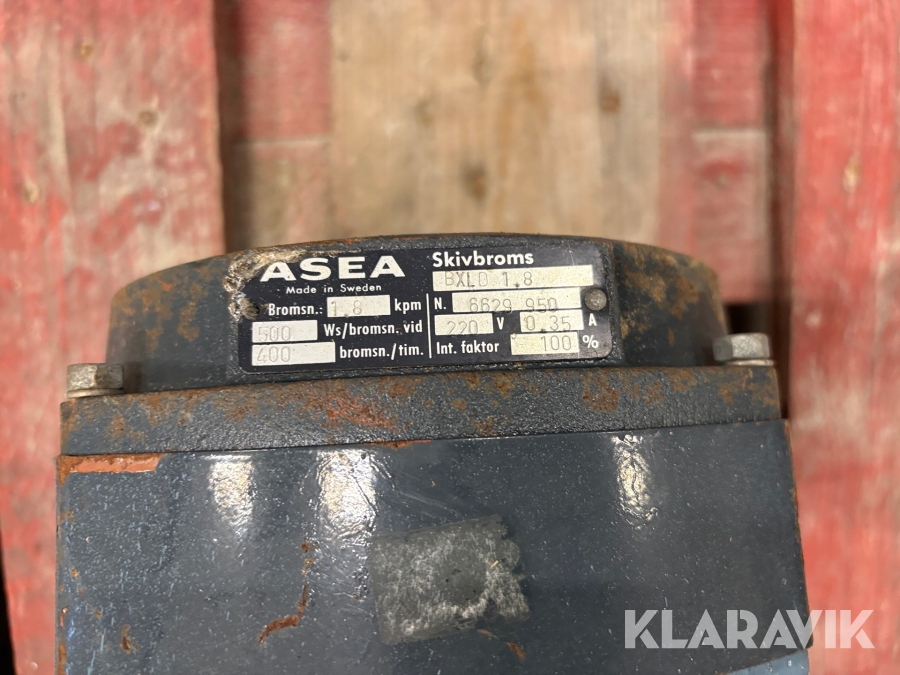 ASEA
Made in Sweden
Bromsn.: 1.8 kpm
500 Ws/bromsn. vid
400 bromsn./tim.
Skivbroms
BXLD 1.8
N. 6629 950
220 V 0.35 A
Int. faktor 100 %
KLARAVIK